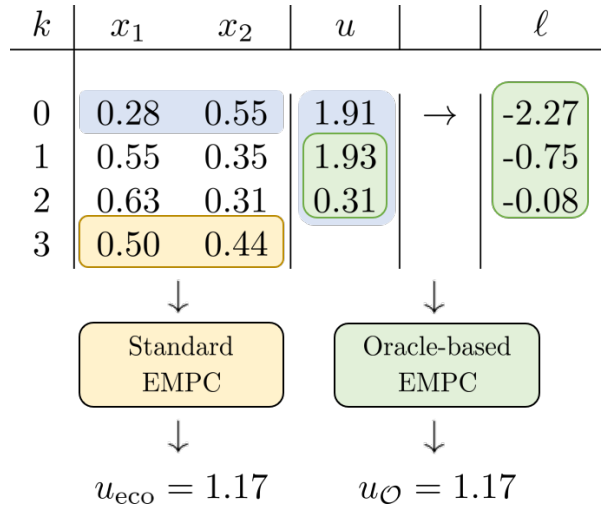 k x₁ x₂ u ℓ
0 0.28 0.55 1.91 → -2.27
1 0.55 0.35 1.93 -0.75
2 0.63 0.31 0.31 -0.08
3 0.50 0.44
↓ ↓
Standard EMPC
Oracle-based EMPC
↓ ↓
u_eco = 1.17 u_𝒪 = 1.17